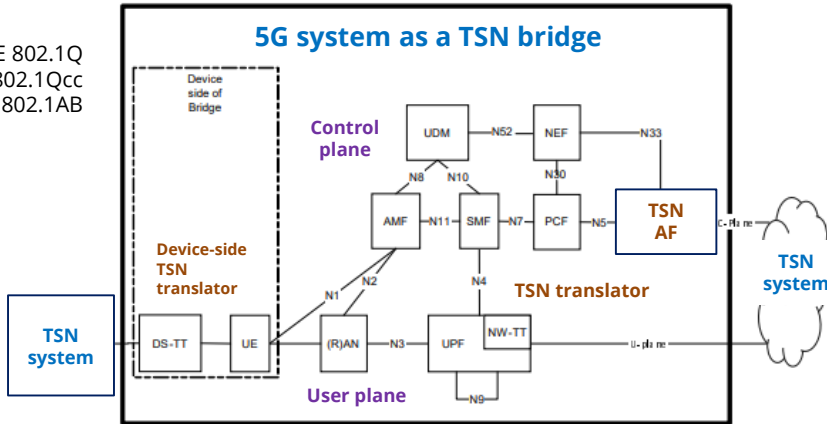 5G system as a TSN bridge
E 802.1Q
802.1Qcc
802.1AB
Device
side of
Bridge
Control
plane
UDM
N52
NEF
N33
N8
N10
N30
AMF
N11
SMF
N7
PCF
N5
TSN
AF
C-Plane
Device-side
TSN
translator
N1
N2
N4
TSN translator
TSN
system
TSN
system
DS-TT
UE
(R)AN
N3
UPF
NW-TT
U-plane
User plane
N9